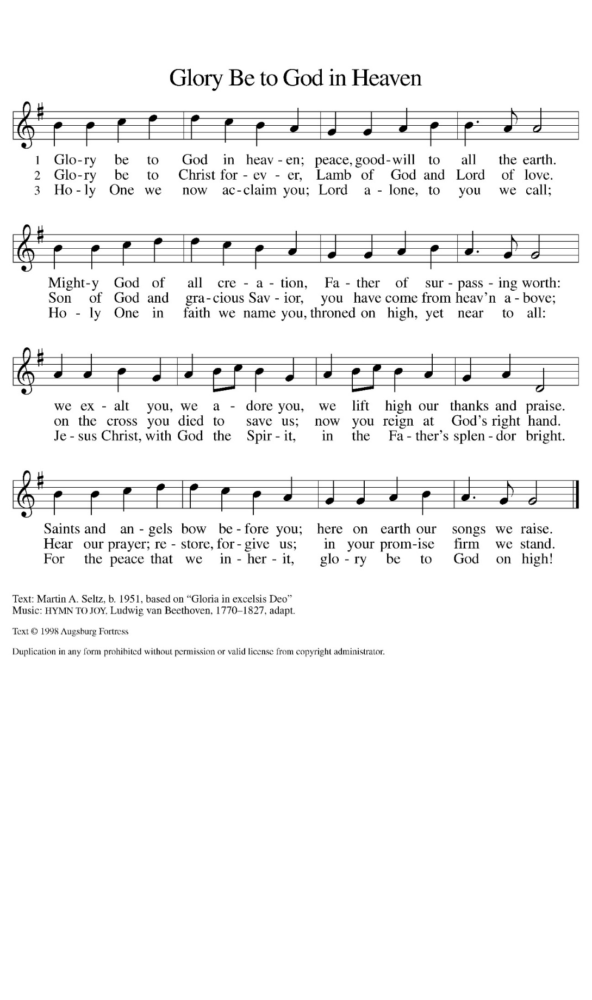 Glory Be to God in Heaven
1 Glo - ry be to God in heav - en; peace, good - will to all the earth.
2 Glo - ry be to Christ for - ev - er, Lamb of God and Lord of love.
3 Ho - ly One we now ac - claim you; Lord a - lone, to you we call;
Might - y God of all cre - a - tion, Fa - ther of sur - pass - ing worth:
Son of God and gra - cious Sav - ior, you have come from heav’n a - bove;
Ho - ly One in faith we name you, throned on high, yet near to all:
we ex - alt you, we a - dore you, we lift high our thanks and praise.
on the cross you died to save us; now you reign at God’s right hand.
Je - sus Christ, with God the Spir - it, in the Fa - ther’s splen - dor bright.
Saints and an - gels bow be - fore you; here on earth our songs we raise.
Hear our prayer; re - store, for - give us; in your prom - ise firm we stand.
For the peace that we in - her - it, glo - ry be to God on high!
Text: Martin A. Seltz, b. 1951, based on “Gloria in excelsis Deo”
Music: HYMN TO JOY, Ludwig van Beethoven, 1770–1827, adapt.
Text © 1998 Augsburg Fortress
Duplication in any form prohibited without permission or valid license from copyright administrator.